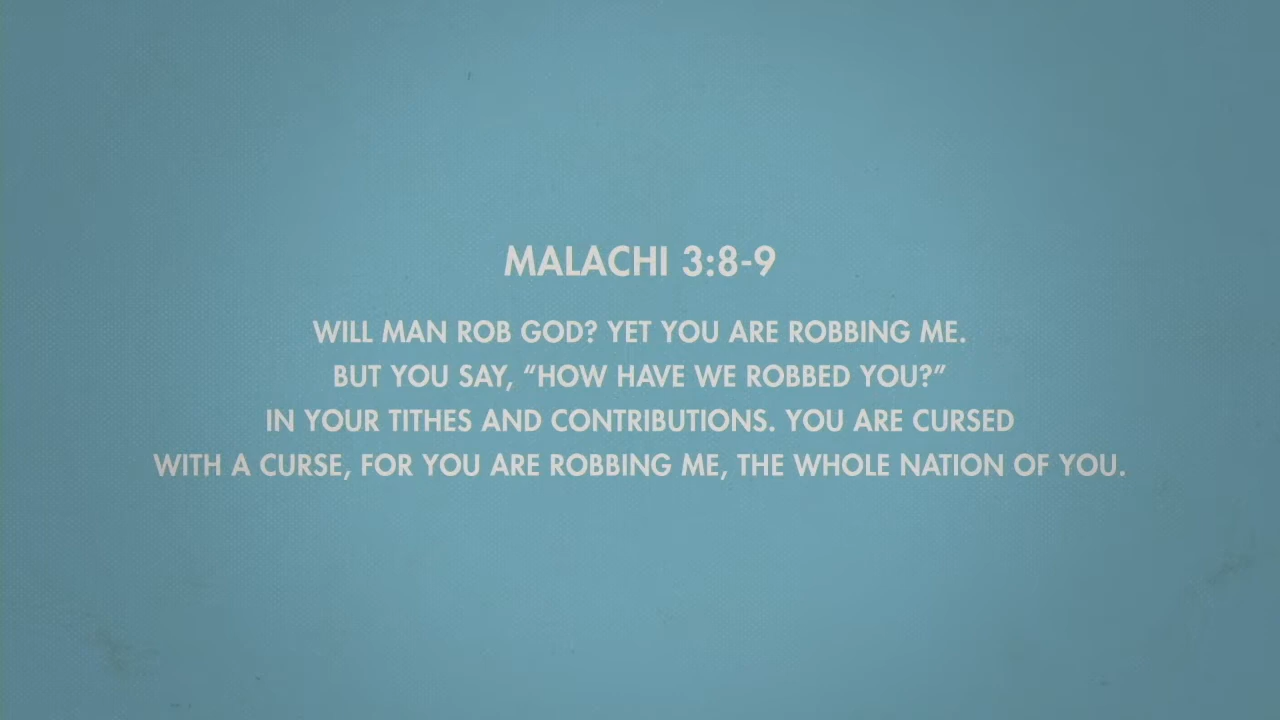 MALACHI 3:8-9
WILL MAN ROB GOD? YET YOU ARE ROBBING ME.
BUT YOU SAY, “HOW HAVE WE ROBBED YOU?”
IN YOUR TITHES AND CONTRIBUTIONS. YOU ARE CURSED
WITH A CURSE, FOR YOU ARE ROBBING ME, THE WHOLE NATION OF YOU.